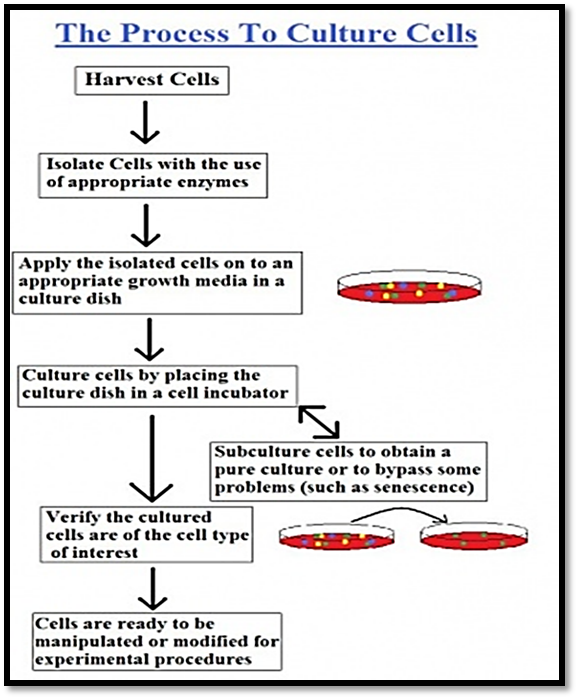 The Process To Culture Cells
Harvest Cells
Isolate Cells with the use
of appropriate enzymes
Apply the isolated cells on to an
appropriate growth media in a
culture dish
Culture cells by placing the
culture dish in a cell incubator
Subculture cells to obtain a
pure culture or to bypass some
problems (such as senescence)
Verify the cultured
cells are of the cell type
of interest
Cells are ready to be
manipulated or modified for
experimental procedures